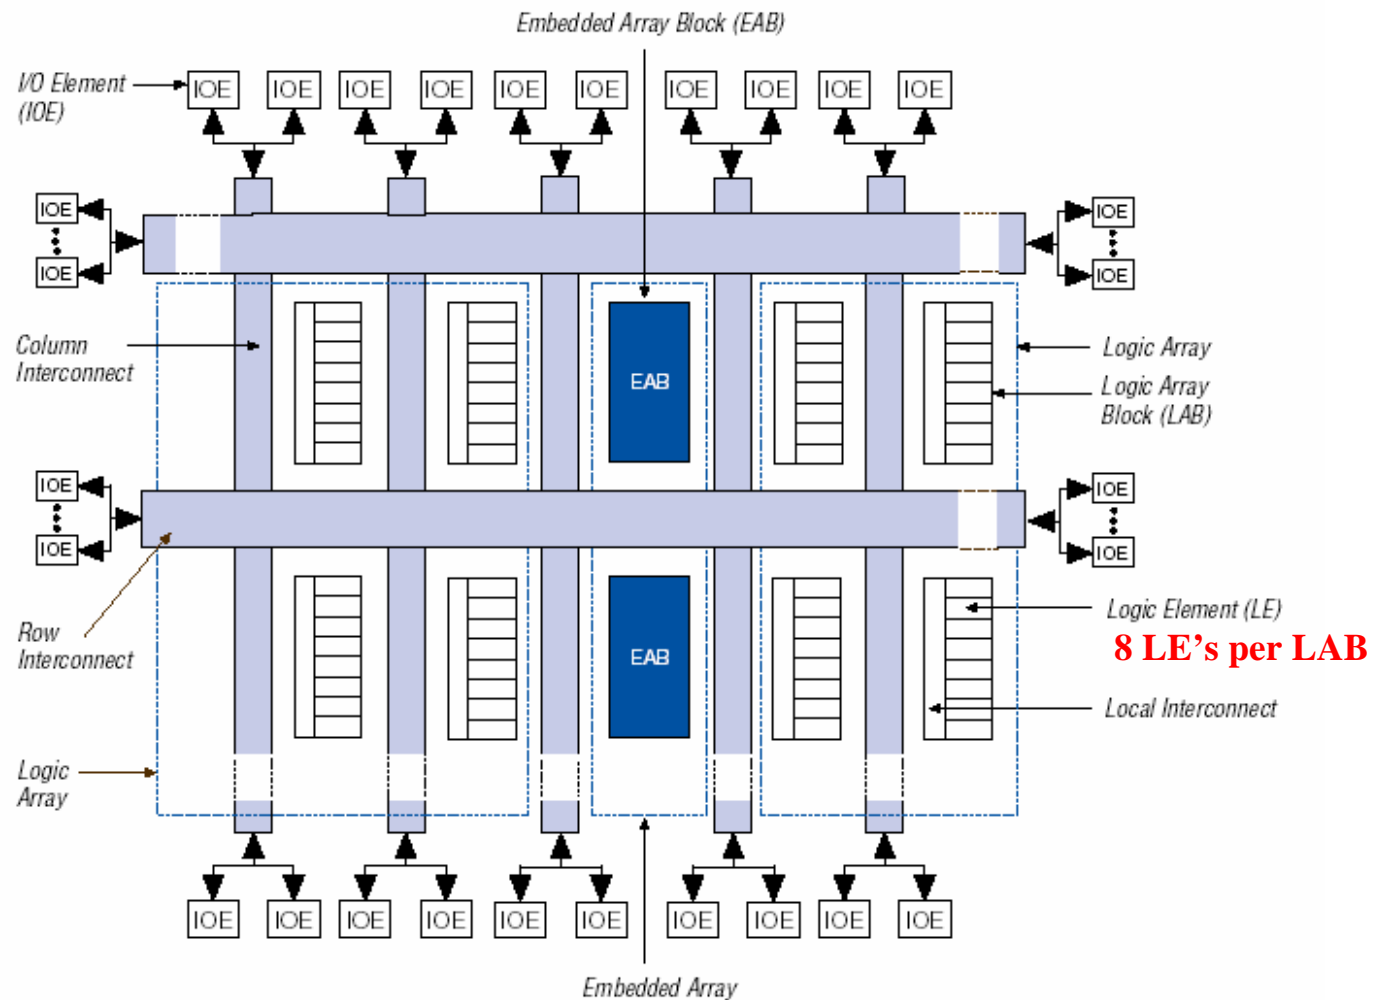 Embedded Array Block (EAB)
I/O Element
(IOE)
IOE IOE IOE IOE IOE IOE IOE IOE IOE IOE
IOE IOE
IOE IOE
Column
Interconnect
EAB
Logic Array
Logic Array
Block (LAB)
IOE IOE
IOE IOE
Row
Interconnect
EAB
Logic Element (LE)
8 LE’s per LAB
Local Interconnect
Logic
Array
IOE IOE IOE IOE IOE IOE IOE IOE IOE IOE
Embedded Array